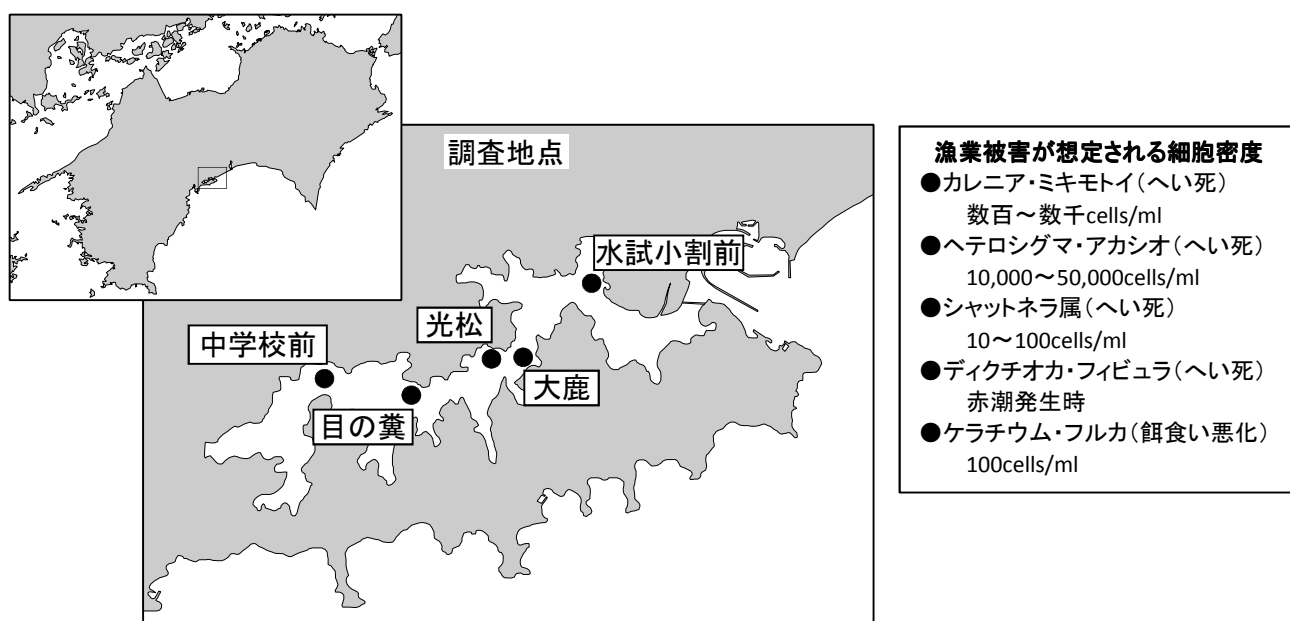 調査地点
水試小割前
光松
中学校前
大鹿
目の糞
漁業被害が想定される細胞密度
●カレニア・ミキモトイ(へい死)
数百～数千cells/ml
●ヘテロシグマ・アカシオ(へい死)
10,000～50,000cells/ml
●シャットネラ属(へい死)
10～100cells/ml
●ディクチオカ・フィビュラ(へい死)
赤潮発生時
●ケラチウム・フルカ(餌食い悪化)
100cells/ml